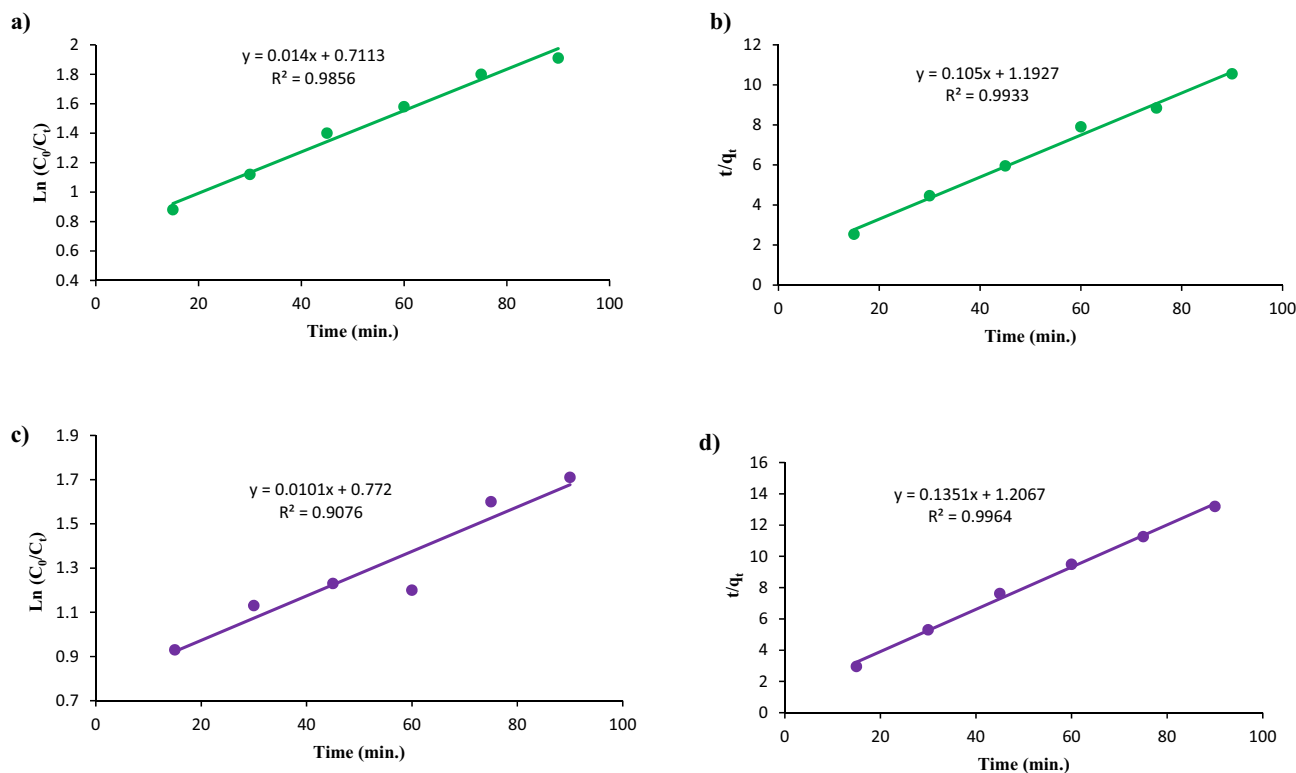 a)
y = 0.014x + 0.7113
R² = 0.9856
Ln (C₀/Cₜ)
2
1.8
1.6
1.4
1.2
1
0.8
0.6
0.4
0 20 40 60 80 100
Time (min.)
b)
y = 0.105x + 1.1927
R² = 0.9933
t/qₜ
12
10
8
6
4
2
0
0 20 40 60 80 100
Time (min.)
c)
y = 0.0101x + 0.772
R² = 0.9076
Ln (C₀/Cₜ)
1.9
1.7
1.5
1.3
1.1
0.9
0.7
0 20 40 60 80 100
Time (min.)
d)
y = 0.1351x + 1.2067
R² = 0.9964
t/qₜ
16
14
12
10
8
6
4
2
0
0 20 40 60 80 100
Time (min.)